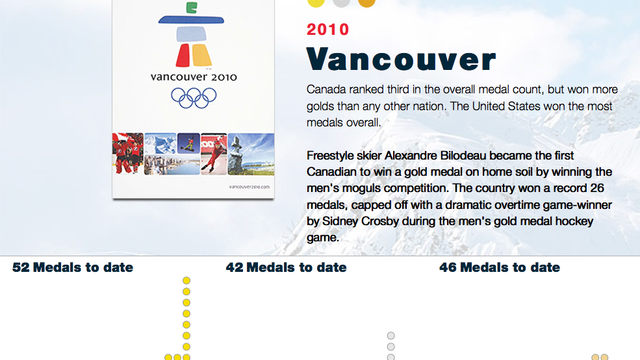 vancouver 2010
vancouver2010.com
2010
Vancouver
Canada ranked third in the overall medal count, but won more
golds than any other nation. The United States won the most
medals overall.
Freestyle skier Alexandre Bilodeau became the first
Canadian to win a gold medal on home soil by winning the
men's moguls competition. The country won a record 26
medals, capped off with a dramatic overtime game-winner
by Sidney Crosby during the men's gold medal hockey
game.
52 Medals to date
42 Medals to date
46 Medals to date